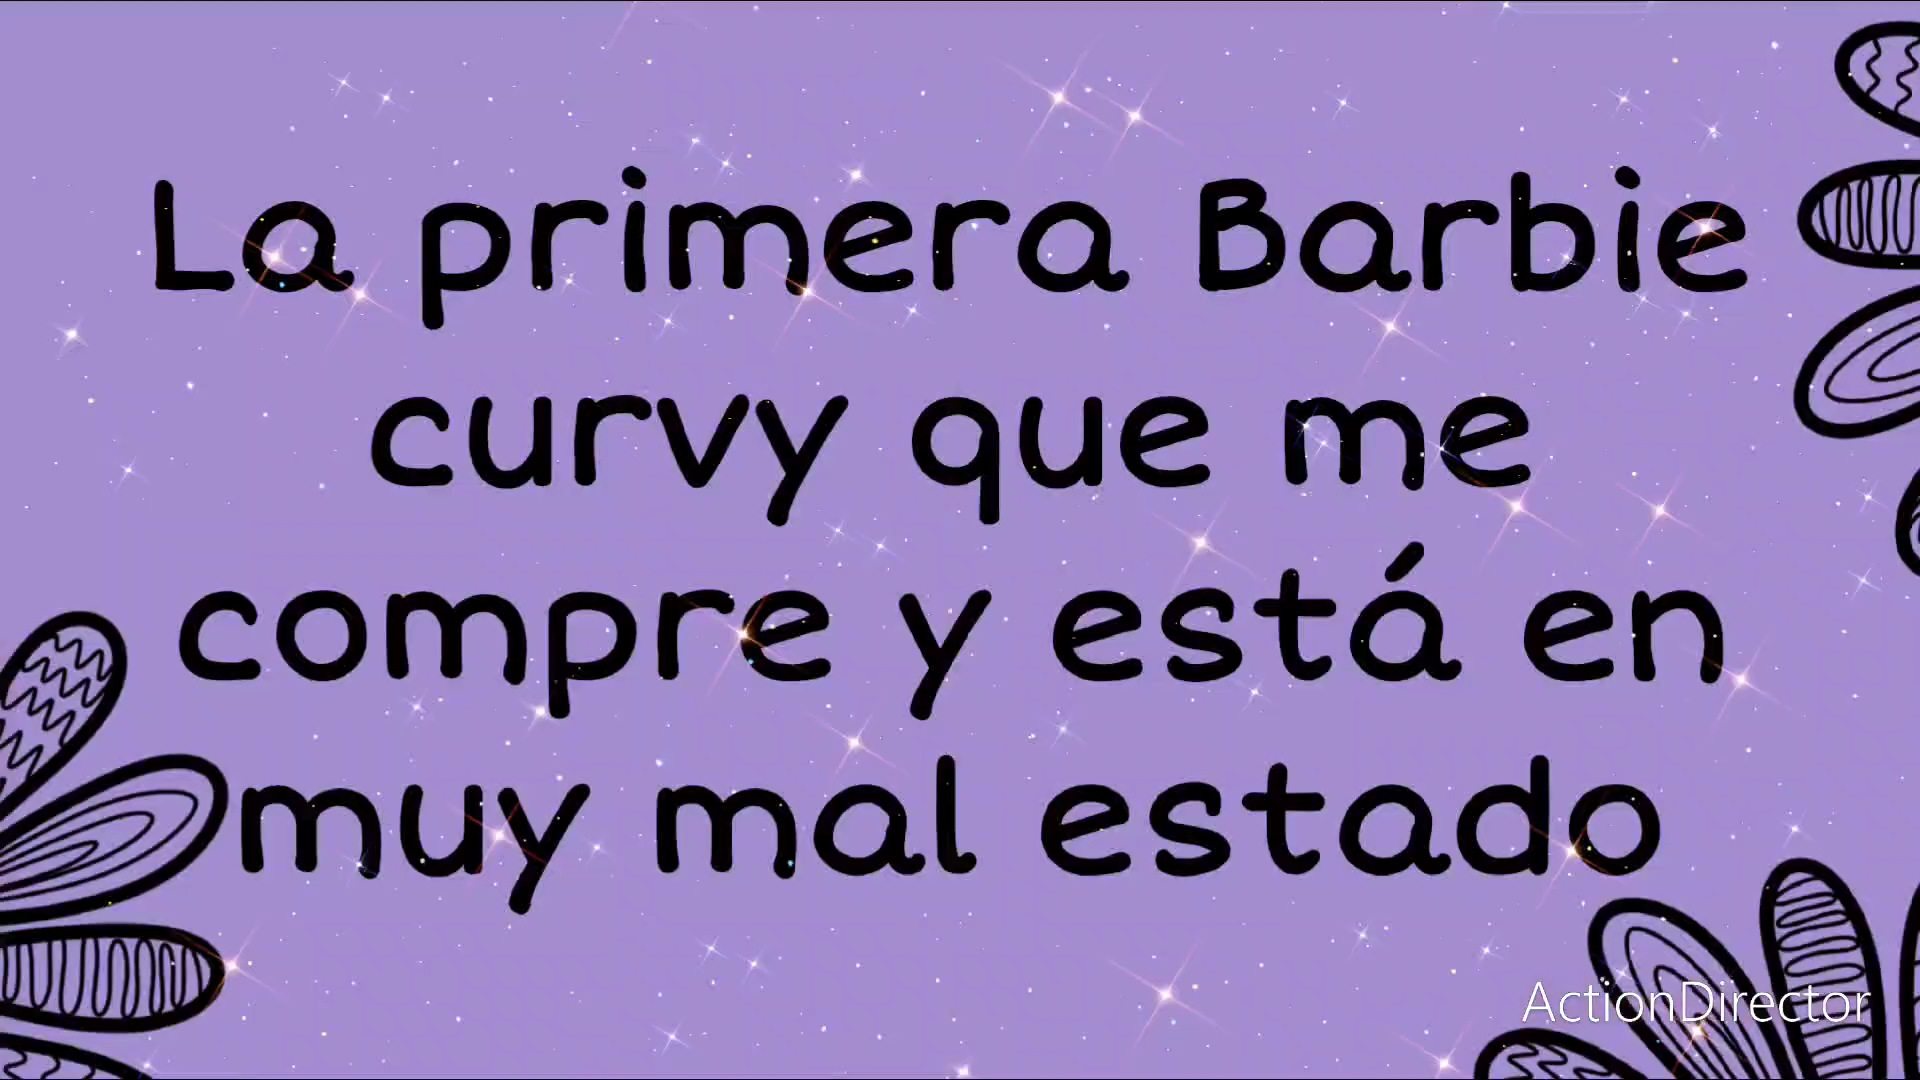 La primera Barbie
curvy que me
compre y está en
muy mal estado
ActionDirector